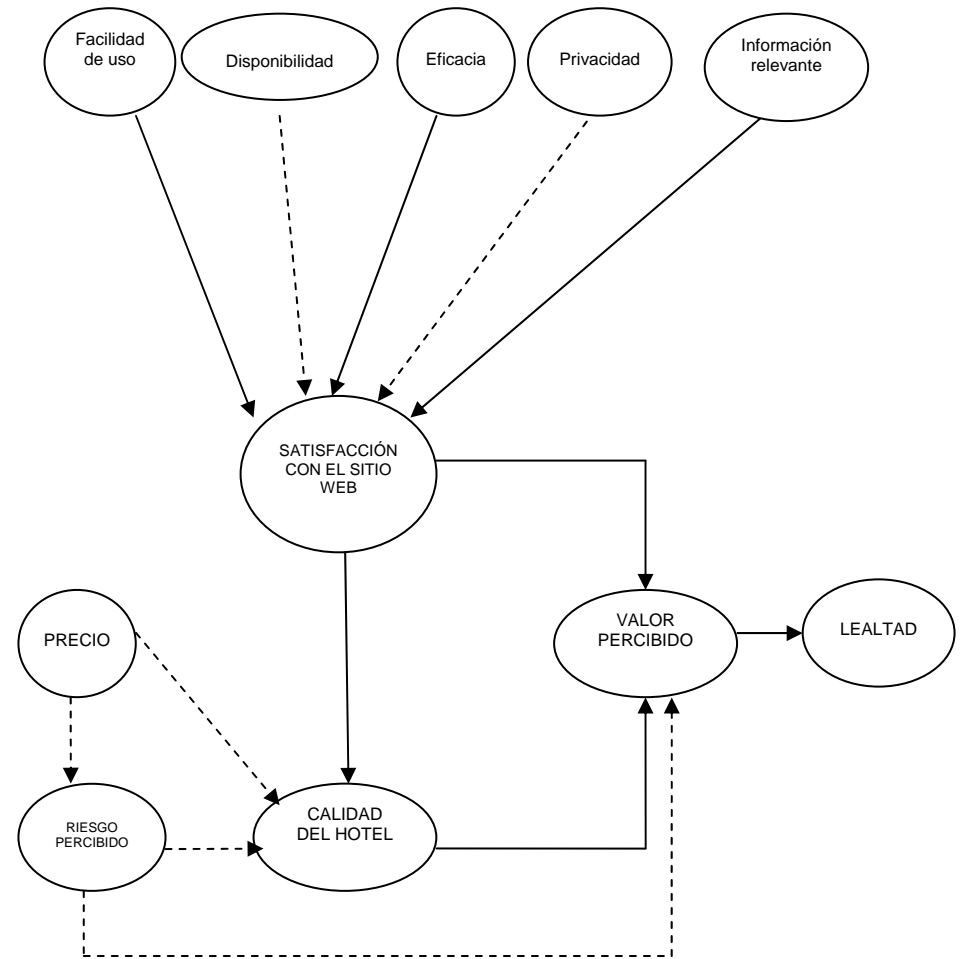 Facilidad
de uso
Disponibilidad
Eficacia
Privacidad
Información
relevante
SATISFACCIÓN
CON EL SITIO
WEB
PRECIO
VALOR
PERCIBIDO
LEALTAD
RIESGO
PERCIBIDO
CALIDAD
DEL HOTEL